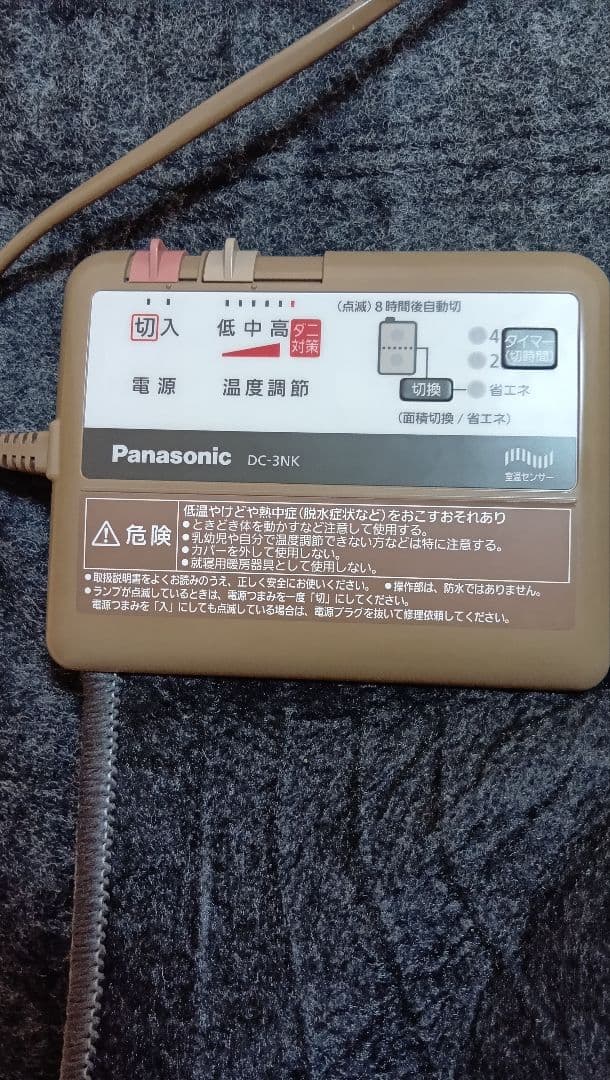 (点滅)8時間後自動切
切入
低 中 高 ダニ対策
4
タイマー
(切時間)
2
電源
温度調節
切換
省エネ
(面積切換/省エネ)
Panasonic DC-3NK
室温センサー
危険
低温やけどや熱中症(脱水症状など)をおこすおそれあり
●ときどき体を動かすなど注意して使用する。
●乳幼児や自分で温度調節できない方などは特に注意する。
●カバーを外して使用しない。
●就寝用暖房器具として使用しない。
●取扱説明書をよくお読みのうえ、正しく安全にお使いください。 ●操作部は、防水ではありません。
●ランプが点滅しているときは、電源つまみを一度「切」にしてください。
電源つまみを「入」にしても点滅している場合は、電源プラグを抜いて修理依頼してください。